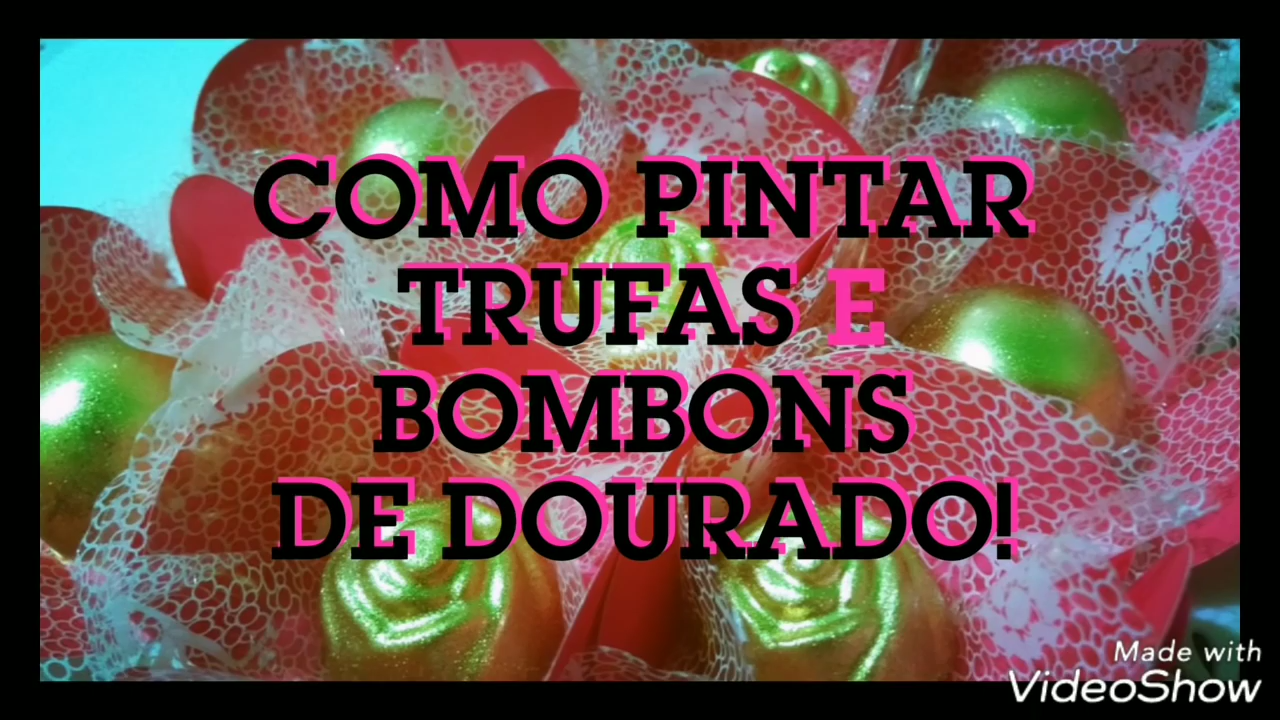 COMO PINTAR
TRUFAS E
BOMBONS
DE DOURADO!
Made with
VideoShow